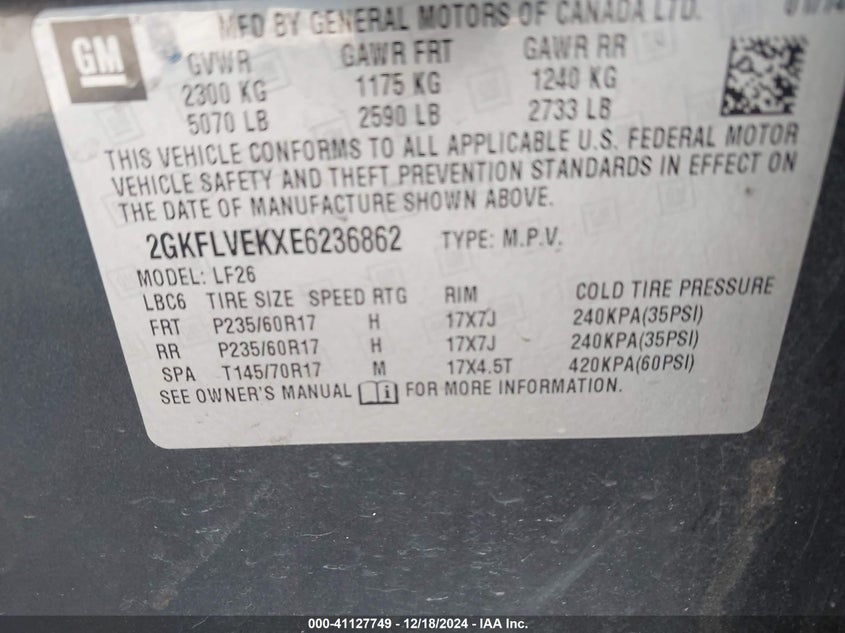 MFD BY GENERAL MOTORS OF CANADA LTD.
GM
GVWR GAWR FRT GAWR RR
2300 KG 1175 KG 1240 KG
5070 LB 2590 LB 2733 LB
THIS VEHICLE CONFORMS TO ALL APPLICABLE U.S. FEDERAL MOTOR
VEHICLE SAFETY AND THEFT PREVENTION STANDARDS IN EFFECT ON
THE DATE OF MANUFACTURE SHOWN ABOVE.
2GKFLVEKXE6236862 TYPE: M.P.V.
MODEL: LF26
LBC6 TIRE SIZE SPEED RTG RIM COLD TIRE PRESSURE
FRT P235/60R17 H 17X7J 240KPA(35PSI)
RR P235/60R17 H 17X7J 240KPA(35PSI)
SPA T145/70R17 M 17X4.5T 420KPA(60PSI)
SEE OWNER'S MANUAL FOR MORE INFORMATION.
000-41127749 - 12/18/2024 - IAA Inc.